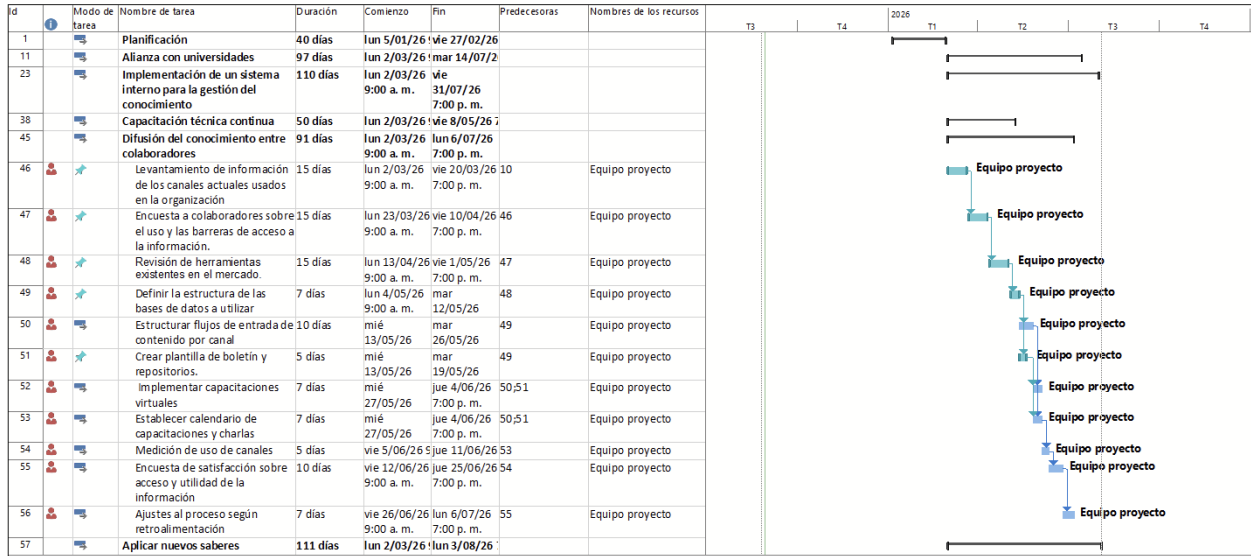 Id Modo de tarea Nombre de tarea Duración Comienzo Fin Predecesoras Nombres de los recursos 2026
T3 T4 T1 T2 T3 T4
1 Planificación 40 días lun 5/01/26 vie 27/02/26
11 Alianza con universidades 97 días lun 2/03/26 mar 14/07/2
23 Implementación de un sistema 110 días lun 2/03/26 vie
interno para la gestión del 9:00 a. m. 31/07/26
conocimiento 7:00 p. m.
38 Capacitación técnica continua 50 días lun 2/03/26 vie 8/05/26 7
45 Difusión del conocimiento entre 91 días lun 2/03/26 lun 6/07/26
colaboradores 9:00 a. m. 7:00 p. m.
46 Levantamiento de información 15 días lun 2/03/26 vie 20/03/26 10 Equipo proyecto Equipo proyecto
de los canales actuales usados 9:00 a. m. 7:00 p. m.
en la organización
47 Encuesta a colaboradores sobre 15 días lun 23/03/26 vie 10/04/26 46 Equipo proyecto Equipo proyecto
el uso y las barreras de acceso a 9:00 a. m. 7:00 p. m.
la información.
48 Revisión de herramientas 15 días lun 13/04/26 vie 1/05/26 47 Equipo proyecto Equipo proyecto
existentes en el mercado. 9:00 a. m. 7:00 p. m.
49 Definir la estructura de las 7 días lun 4/05/26 mar 48 Equipo proyecto Equipo proyecto
bases de datos a utilizar 9:00 a. m. 12/05/26
50 Estructurar flujos de entrada de 10 días mié mar 49 Equipo proyecto Equipo proyecto
contenido por canal 13/05/26 26/05/26
51 Crear plantilla de boletín y 5 días mié mar 49 Equipo proyecto Equipo proyecto
repositorios. 13/05/26 19/05/26
52 Implementar capacitaciones 7 días mié jue 4/06/26 50;51 Equipo proyecto Equipo proyecto
virtuales 27/05/26 7:00 p. m.
53 Establecer calendario de 7 días mié jue 4/06/26 50;51 Equipo proyecto Equipo proyecto
capacitaciones y charlas 27/05/26 7:00 p. m.
54 Medición de uso de canales 5 días vie 5/06/26 9 jue 11/06/26 53 Equipo proyecto Equipo proyecto
55 Encuesta de satisfacción sobre 10 días vie 12/06/26 jue 25/06/26 54 Equipo proyecto Equipo proyecto
acceso y utilidad de la 9:00 a. m. 7:00 p. m.
información
56 Ajustes al proceso según 7 días vie 26/06/26 lun 6/07/26 55 Equipo proyecto Equipo proyecto
retroalimentación 9:00 a. m. 7:00 p. m.
57 Aplicar nuevos saberes 111 días lun 2/03/26 lun 3/08/26